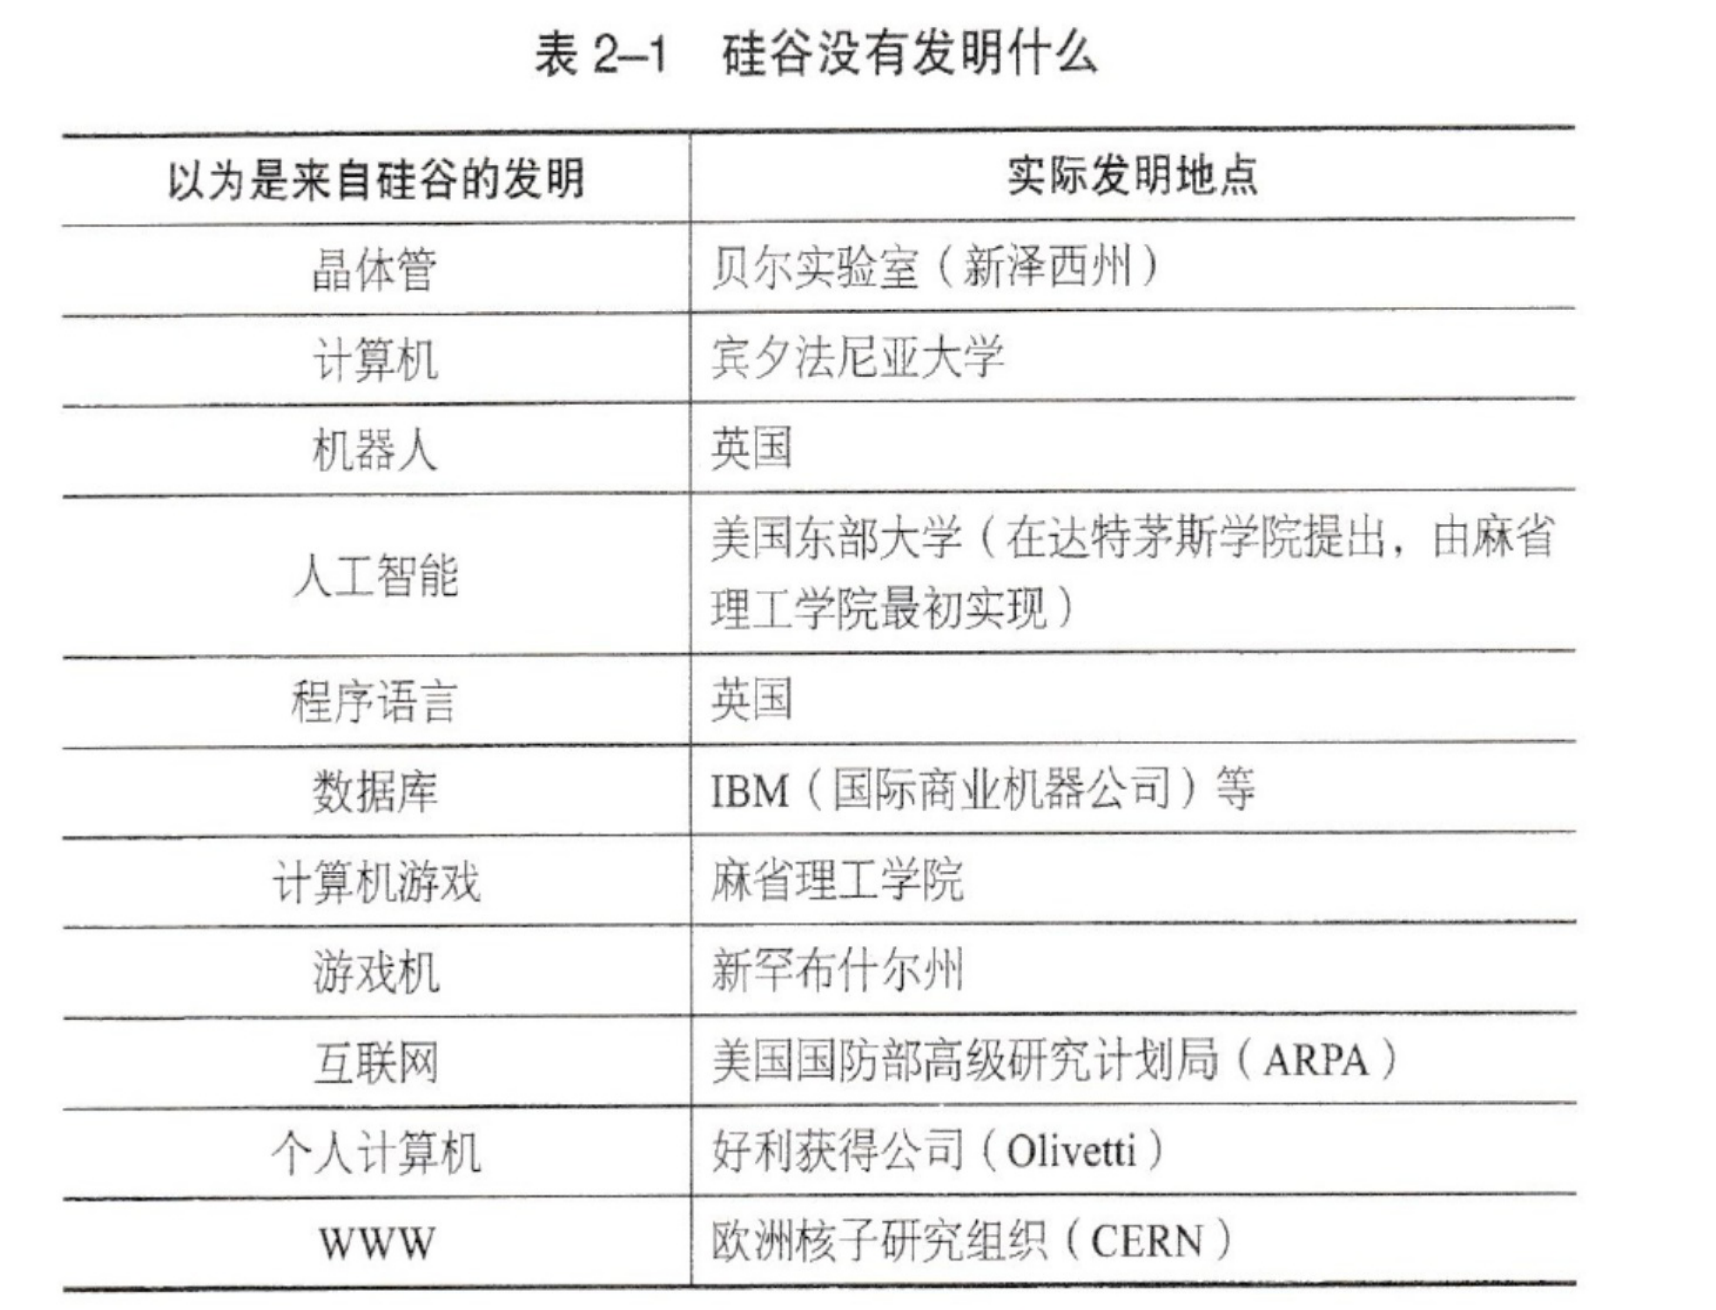 表 2–1 硅谷没有发明什么
以为是来自硅谷的发明 实际发明地点
晶体管 贝尔实验室（新泽西州）
计算机 宾夕法尼亚大学
机器人 英国
人工智能 美国东部大学（在达特茅斯学院提出，由麻省
理工学院最初实现）
程序语言 英国
数据库 IBM（国际商业机器公司）等
计算机游戏 麻省理工学院
游戏机 新罕布什尔州
互联网 美国国防部高级研究计划局（ARPA）
个人计算机 好利获得公司（Olivetti）
WWW 欧洲核子研究组织（CERN）